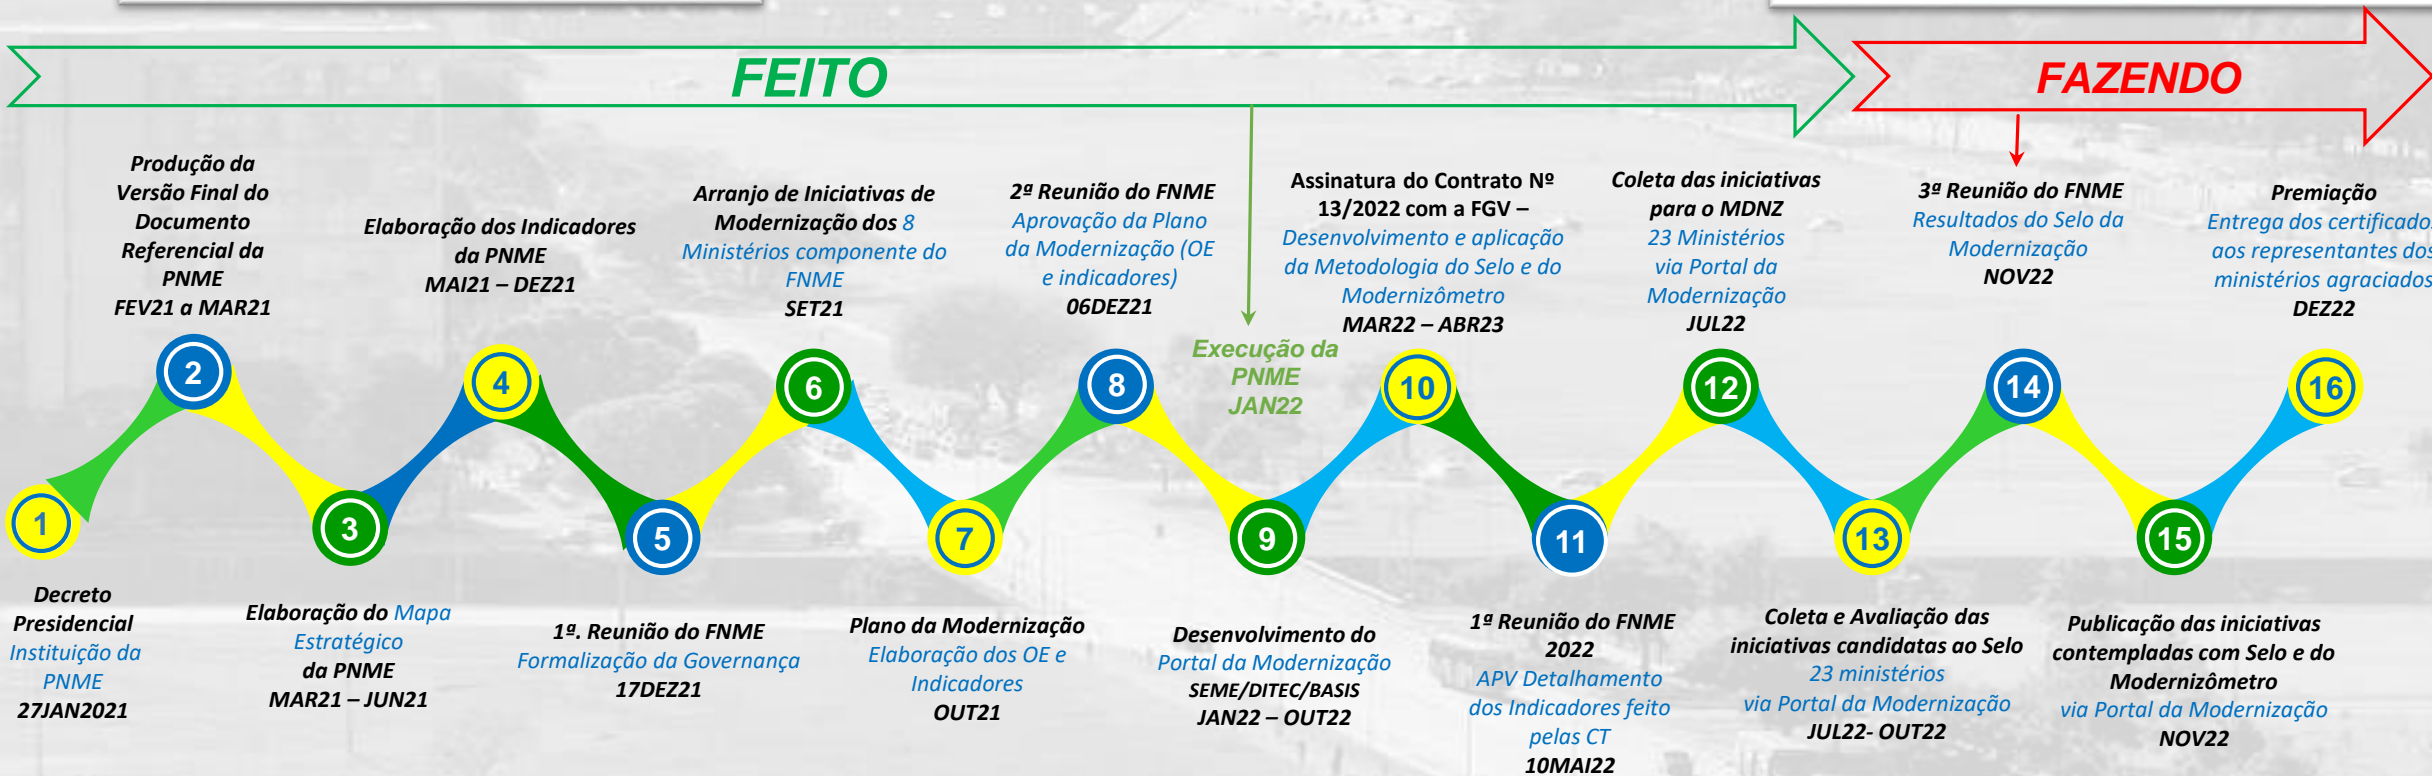 FEITO
FAZENDO
Produção da
Versão Final do
Documento
Referencial da
PNME
FEV21 a MAR21
Elaboração dos Indicadores
da PNME
MAI21 – DEZ21
Arranjo de Iniciativas de
Modernização dos 8
Ministérios componente do
FNME
SET21
2ª Reunião do FNME
Aprovação da Plano
da Modernização (OE
e indicadores)
06DEZ21
Execução da
PNME
JAN22
Assinatura do Contrato Nº
13/2022 com a FGV –
Desenvolvimento e aplicação
da Metodologia do Selo e do
Modernizômetro
MAR22 – ABR23
Coleta das iniciativas
para o MDNZ
23 Ministérios
via Portal da
Modernização
JUL22
3ª Reunião do FNME
Resultados do Selo da
Modernização
NOV22
Premiação
Entrega dos certificados
aos representantes dos
ministérios agraciados
DEZ22
1
2
3
4
5
6
7
8
9
10
11
12
13
14
15
16
Decreto
Presidencial
Instituição da
PNME
27JAN2021
Elaboração do Mapa
Estratégico
da PNME
MAR21 – JUN21
1ª. Reunião do FNME
Formalização da Governança
17DEZ21
Plano da Modernização
Elaboração dos OE e
Indicadores
OUT21
Desenvolvimento do
Portal da Modernização
SEME/DITEC/BASIS
JAN22 – OUT22
1ª Reunião do FNME
2022
APV Detalhamento
dos Indicadores feito
pelas CT
10MAI22
Coleta e Avaliação das
iniciativas candidatas ao Selo
23 ministérios
via Portal da Modernização
JUL22- OUT22
Publicação das iniciativas
contempladas com Selo e do
Modernizômetro
via Portal da Modernização
NOV22